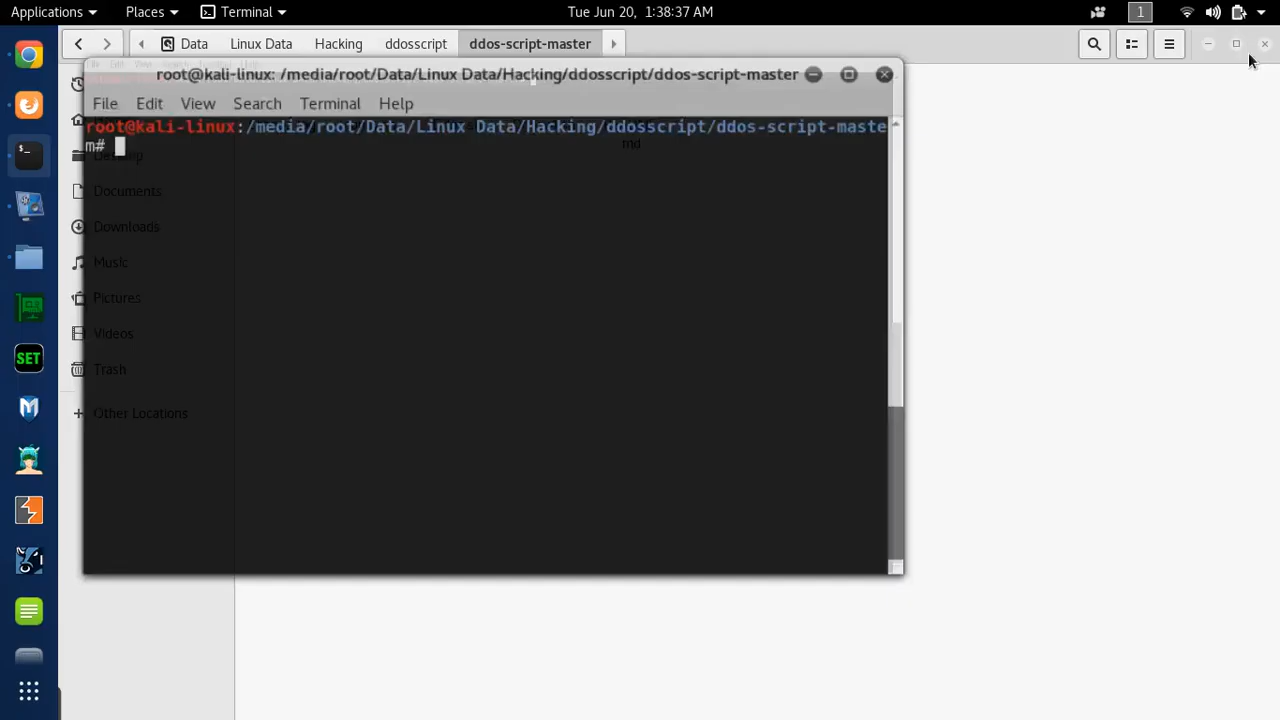 Applications Places Terminal Tue Jun 20, 1:38:37 AM 1
Data Linux Data Hacking ddosscript ddos-script-master
root@kali-linux: /media/root/Data/Linux Data/Hacking/ddosscript/ddos-script-master
File Edit View Search Terminal Help
root@kali-linux:/media/root/Data/Linux Data/Hacking/ddosscript/ddos-script-maste
m#
md
Desktop
Documents
Downloads
Music
Pictures
Videos
Trash
+ Other Locations
SET